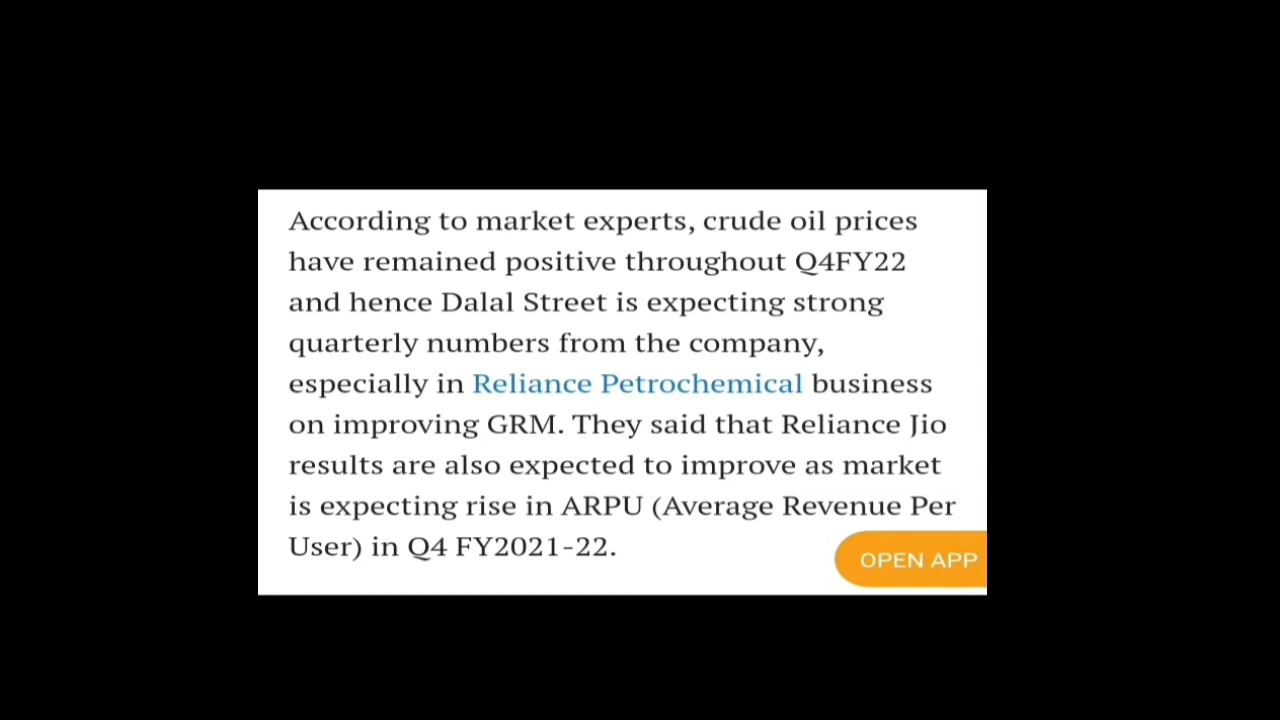 According to market experts, crude oil prices
have remained positive throughout Q4FY22
and hence Dalal Street is expecting strong
quarterly numbers from the company,
especially in Reliance Petrochemical business
on improving GRM. They said that Reliance Jio
results are also expected to improve as market
is expecting rise in ARPU (Average Revenue Per
User) in Q4 FY2021-22.
OPEN APP